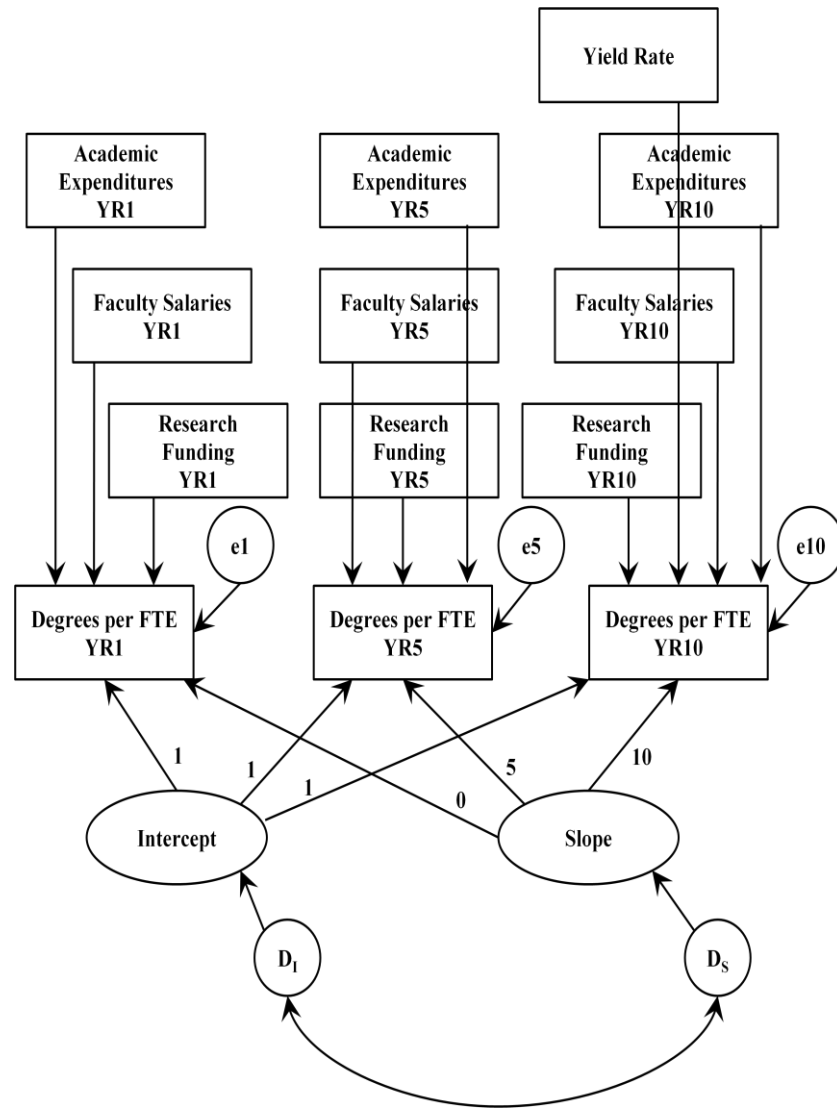 Yield Rate
Academic
Expenditures
YR1
Academic
Expenditures
YR5
Academic
Expenditures
YR10
Faculty Salaries
YR1
Faculty Salaries
YR5
Faculty Salaries
YR10
Research
Funding
YR1
Research
Funding
YR5
Research
Funding
YR10
e1
e5
e10
Degrees per FTE
YR1
Degrees per FTE
YR5
Degrees per FTE
YR10
1
1
1
0
5
10
Intercept
Slope
D_I
D_S